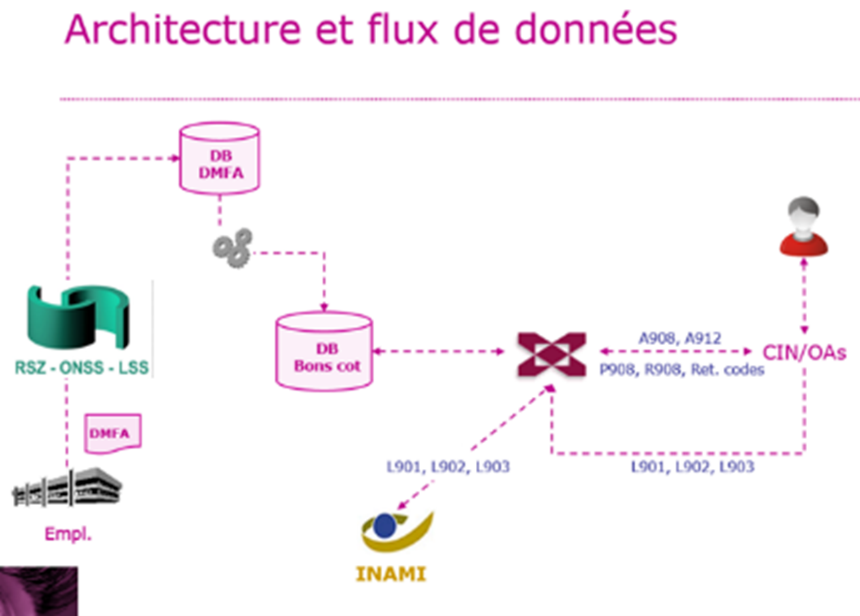 Architecture et flux de données
DB
DMFA
RSZ - ONSS - LSS
DB
Bons cot
A908, A912
CIN/OAs
P908, R908, Ret. codes
DMFA
L901, L902, L903
L901, L902, L903
Empl.
INAMI